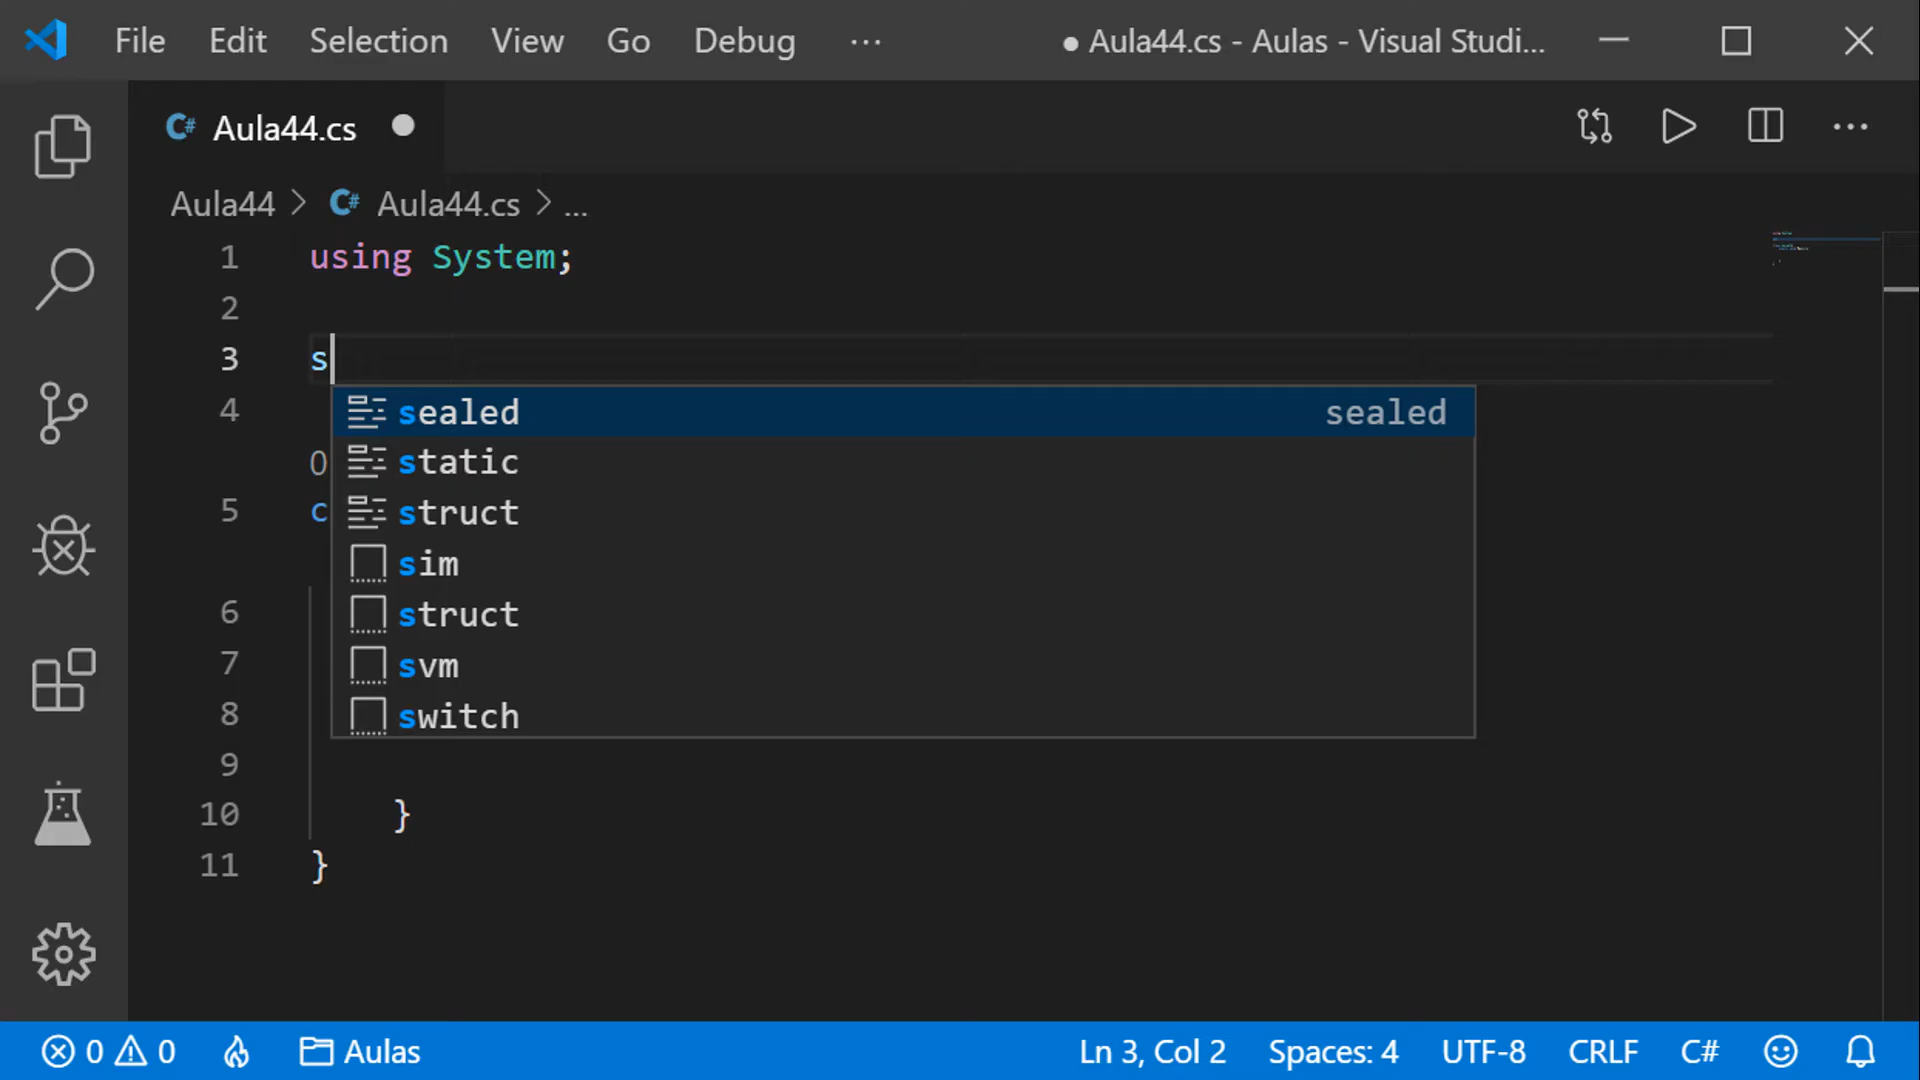 File Edit Selection View Go Debug ··· ● Aula44.cs - Aulas - Visual Studi...
C# Aula44.cs ●
Aula44 > C# Aula44.cs > ...
1 using System;
2
3 s
4 sealed sealed
0 static
5 c struct
sim
6 struct
7 svm
8 switch
9
10 }
11 }
0 0 Aulas Ln 3, Col 2 Spaces: 4 UTF-8 CRLF C#